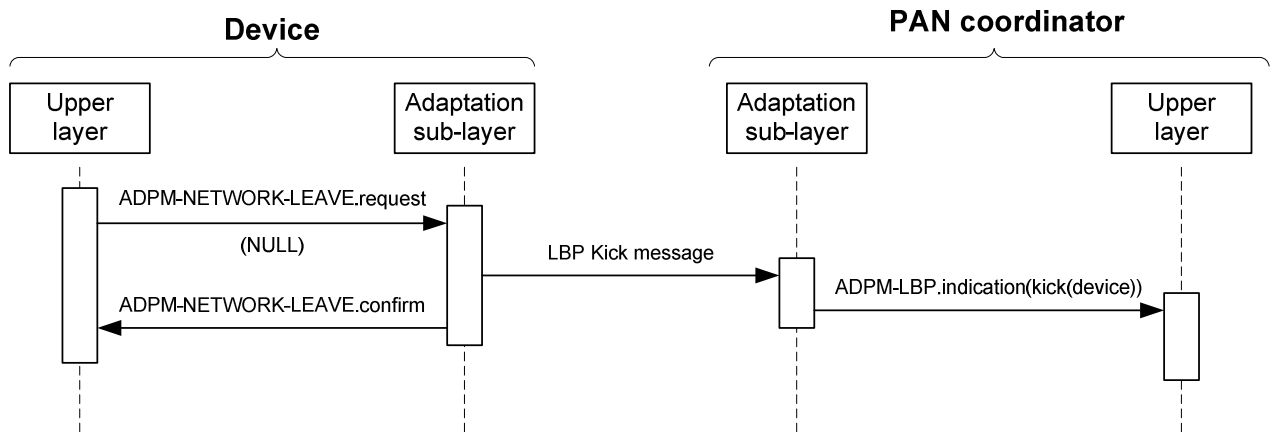 Device
PAN coordinator
Upper
layer
Adaptation
sub-layer
Adaptation
sub-layer
Upper
layer
ADPM-NETWORK-LEAVE.request
(NULL)
LBP Kick message
ADPM-LBP.indication(kick(device))
ADPM-NETWORK-LEAVE.confirm